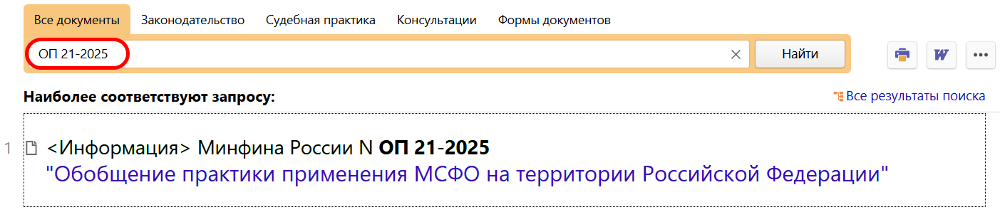 Все документы Законодательство Судебная практика Консультации Формы документов
ОП 21-2025 Найти W
Наиболее соответствуют запросу: Все результаты поиска
1 <Информация> Минфина России N ОП 21-2025
"Обобщение практики применения МСФО на территории Российской Федерации"